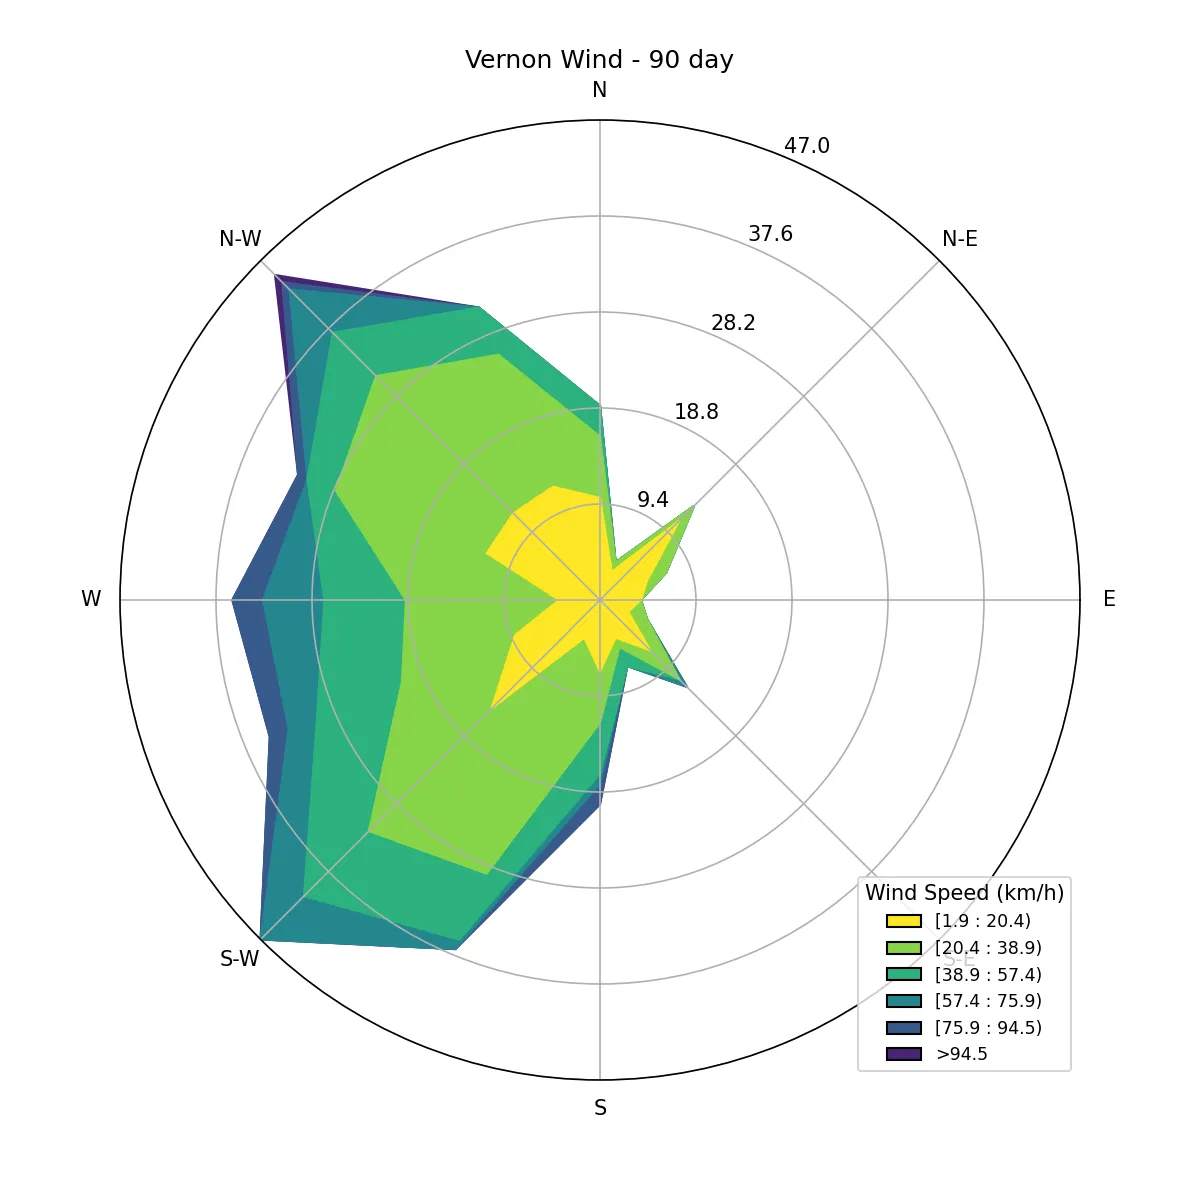 Vernon Wind - 90 day
N
47.0
N-W
37.6
N-E
28.2
18.8
9.4
W
E
S-W
S-E
S
Wind Speed (km/h)
[1.9 : 20.4)
[20.4 : 38.9)
[38.9 : 57.4)
[57.4 : 75.9)
[75.9 : 94.5)
>94.5